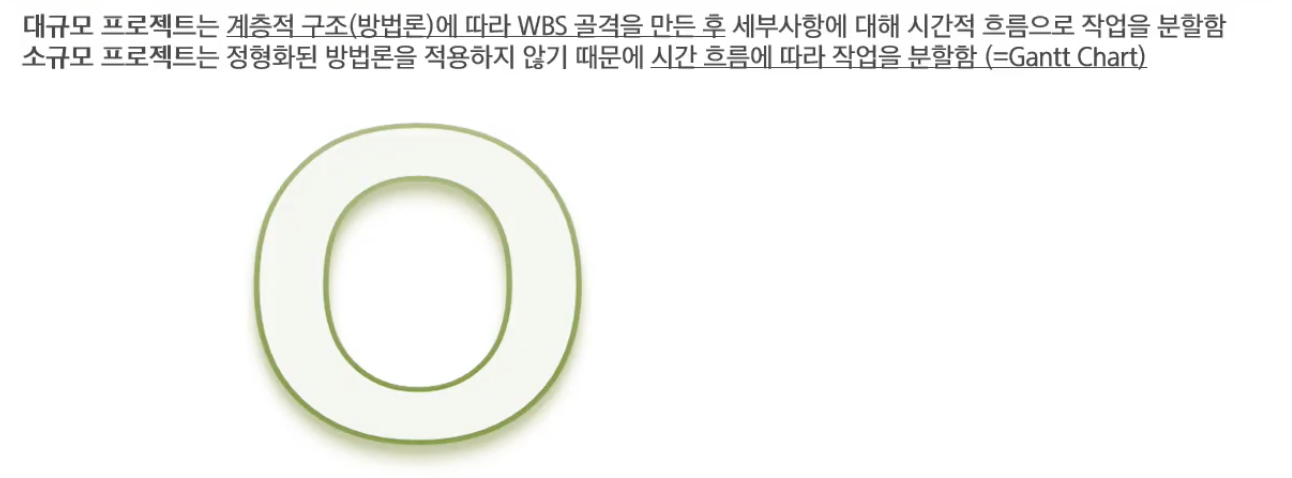 대규모 프로젝트는 계층적 구조(방법론)에 따라 WBS 골격을 만든 후 세부사항에 대해 시간적 흐름으로 작업을 분할함
소규모 프로젝트는 정형화된 방법론을 적용하지 않기 때문에 시간 흐름에 따라 작업을 분할함 (=Gantt Chart)
O